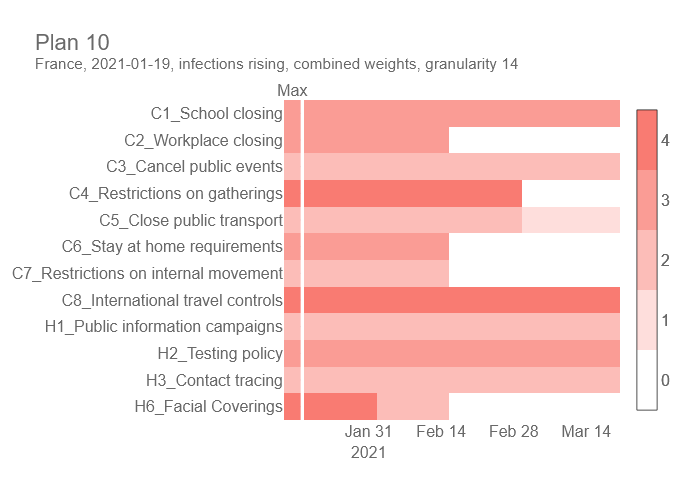 Plan 10
France, 2021-01-19, infections rising, combined weights, granularity 14
Max
C1_School closing
C2_Workplace closing
C3_Cancel public events
C4_Restrictions on gatherings
C5_Close public transport
C6_Stay at home requirements
C7_Restrictions on internal movement
C8_International travel controls
H1_Public information campaigns
H2_Testing policy
H3_Contact tracing
H6_Facial Coverings
Jan 31 Feb 14 Feb 28 Mar 14
2021
4
3
2
1
0